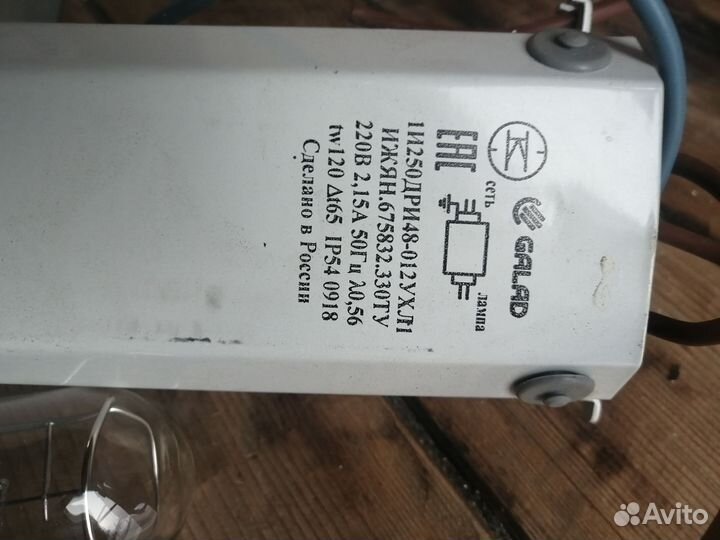 GALAD
EAC
сеть
лампа
1И250ДРИ48-012УХЛ1
ИЖЯН.675832.330ТУ
220В 2,15А 50Гц λ0,56
tw120 Δt65 IP54 0918
Сделано в России
Avito